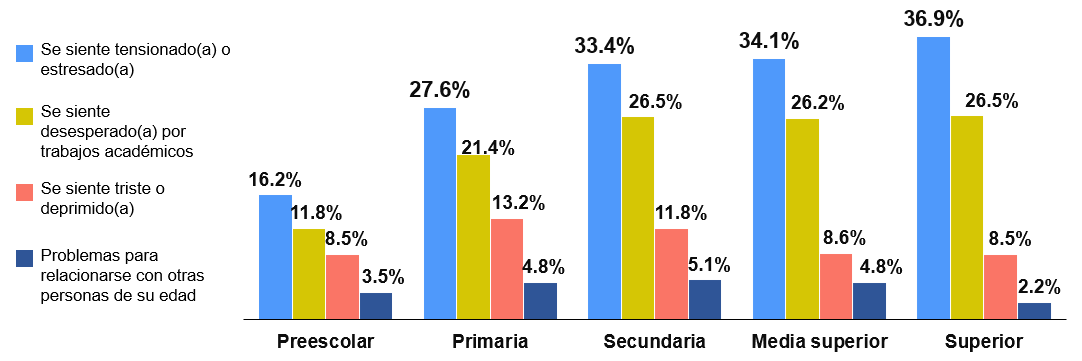 Se siente tensionado(a) o
estresado(a)
Se siente
desesperado(a) por
trabajos académicos
Se siente triste o
deprimido(a)
Problemas para
relacionarse con otras
personas de su edad
16.2%
11.8%
8.5%
3.5%
27.6%
21.4%
13.2%
4.8%
33.4%
26.5%
11.8%
5.1%
34.1%
26.2%
8.6%
4.8%
36.9%
26.5%
8.5%
2.2%
Preescolar
Primaria
Secundaria
Media superior
Superior